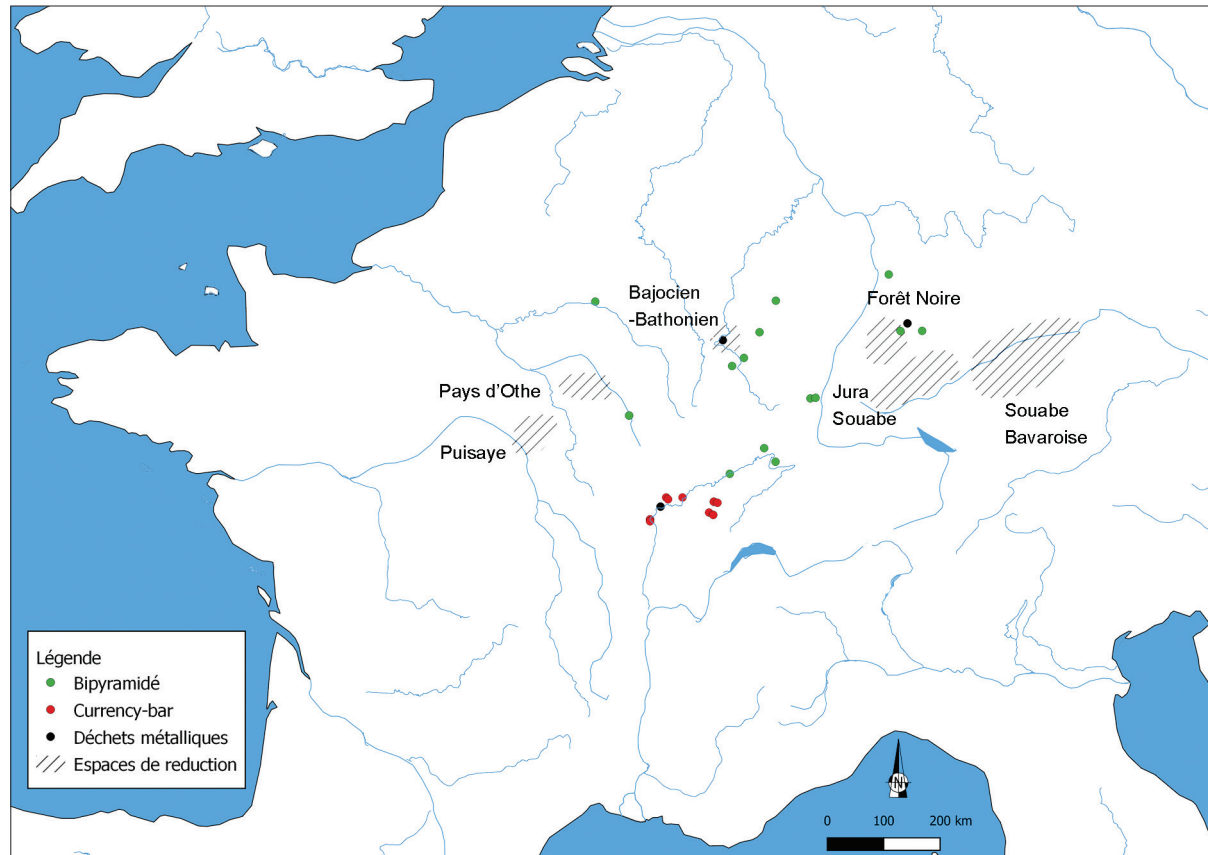 Bajocien
-Bathonien
Forêt Noire
Pays d'Othe
Puisaye
Jura
Souabe
Souabe
Bavaroise
Légende
Bipyramidé
Currency-bar
Déchets métalliques
Espaces de reduction
N
0 100 200 km